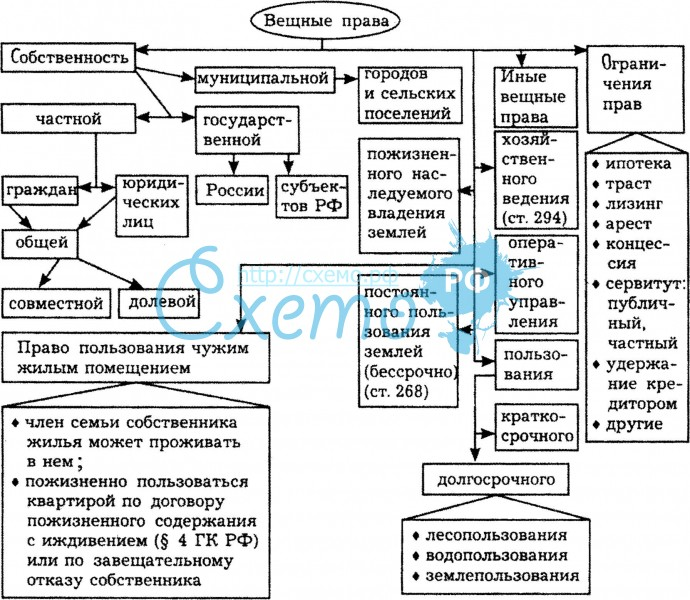 Вещные права
Собственность
муниципальной
городов
и сельских
поселений
Иные
вещные
права
Ограни-
чения
прав
частной
государст-
венной
пожизнен-
ного нас-
ледуемого
владения
землей
хозяй-
ствен-
ного
ведения
(ст. 294)
граждан
юриди-
ческих
лиц
России
субъек-
тов РФ
♦ ипотека
♦ траст
♦ лизинг
♦ арест
♦ концес-
сия
♦ сервитут:
публич-
ный,
частный
♦ удержа-
ние кре-
дитором
♦ другие
общей
совместной
долевой
http://схемо.рф
Схемо
РФ
опера-
тивного
управ-
ления
постоян-
ного поль-
зования
землей
(бессрочно)
(ст. 268)
Право пользования чужим
жилым помещением
пользо-
вания
♦ член семьи собственника
жилья может проживать
в нем;
♦ пожизненно пользоваться
квартирой по договору
пожизненного содержания
с иждивением (§ 4 ГК РФ)
или по завещательному
отказу собственника
кратко-
срочного
долгосрочного
♦ лесопользования
♦ водопользования
♦ землепользования